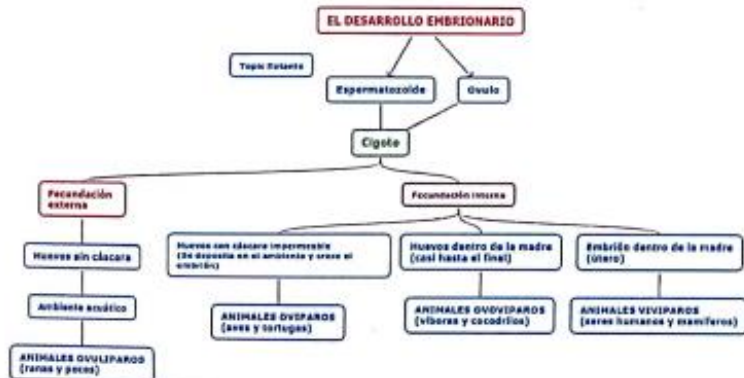 EL DESARROLLO EMBRIONARIO
Topic flotante
Espermatozoide
Ovulo
Cigoto
Fecundación
externa
Fecundación interna
Huevos sin cáscara
Huevos con cáscara impermeable
(Se deposita en el ambiente y crece el
embrión)
Huevos dentro de la madre
(casi hasta el final)
Embrión dentro de la madre
(útero)
Ambiente acuático
ANIMALES OVIPAROS
(aves y tortugas)
ANIMALES OVOVIPAROS
(víboras y cocodrilos)
ANIMALES VIVIPAROS
(seres humanos y mamíferos)
ANIMALES OVULIPAROS
(ranas y peces)